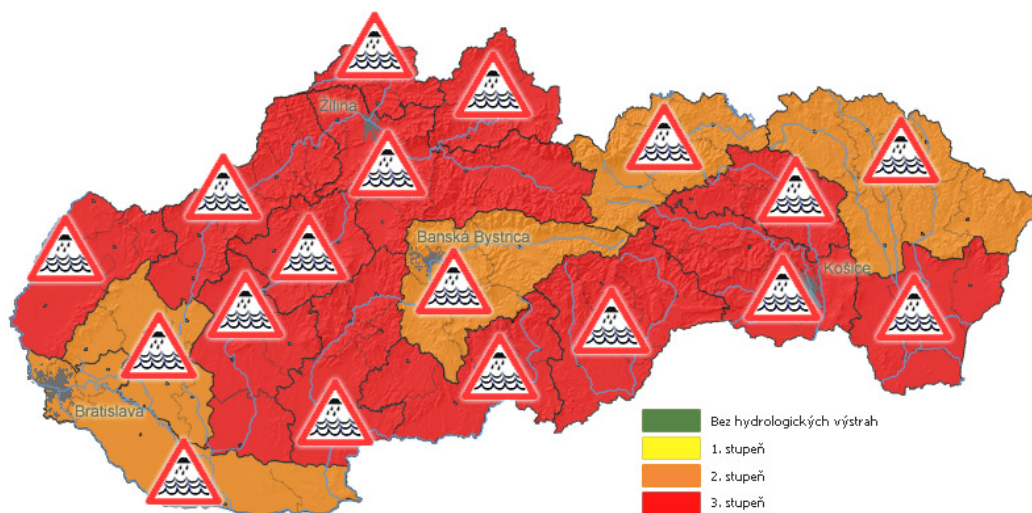 Žilina
Banská Bystrica
Košice
Bratislava
Bez hydrologických výstrah
1. stupeň
2. stupeň
3. stupeň